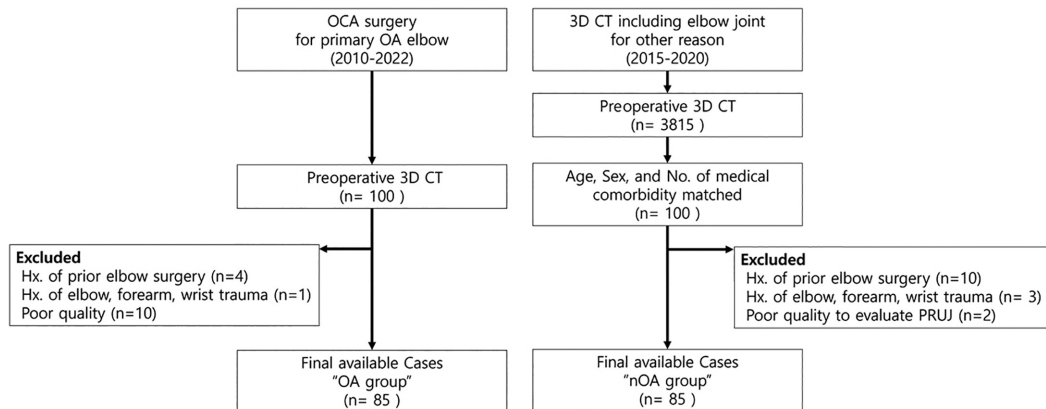 OCA surgery
for primary OA elbow
(2010-2022)
3D CT including elbow joint
for other reason
(2015-2020)
Preoperative 3D CT
(n= 3815 )
Preoperative 3D CT
(n= 100 )
Age, Sex, and No. of medical
comorbidity matched
(n= 100 )
Excluded
Hx. of prior elbow surgery (n=4)
Hx. of elbow, forearm, wrist trauma (n=1)
Poor quality (n=10)
Excluded
Hx. of prior elbow surgery (n=10)
Hx. of elbow, forearm, wrist trauma (n= 3)
Poor quality to evaluate PRUJ (n=2)
Final available Cases
“OA group”
(n= 85 )
Final available Cases
“nOA group”
(n= 85 )